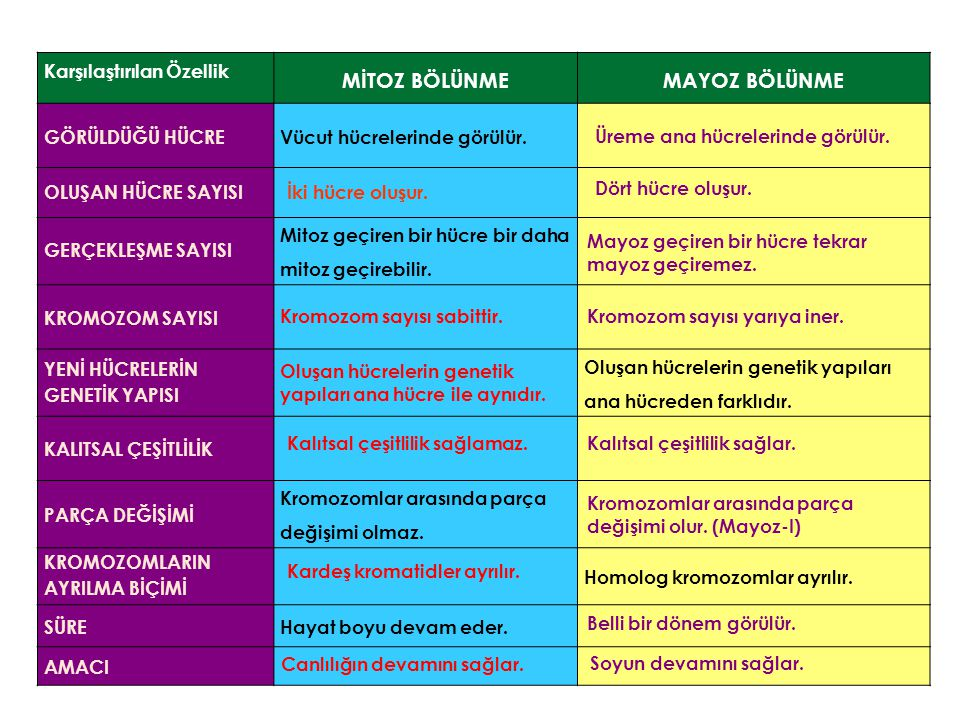 Karşılaştırılan Özellik
MİTOZ BÖLÜNME
MAYOZ BÖLÜNME
GÖRÜLDÜĞÜ HÜCRE
Vücut hücrelerinde görülür.
Üreme ana hücrelerinde görülür.
OLUŞAN HÜCRE SAYISI
İki hücre oluşur.
Dört hücre oluşur.
GERÇEKLEŞME SAYISI
Mitoz geçiren bir hücre bir daha
mitoz geçirebilir.
Mayoz geçiren bir hücre tekrar
mayoz geçiremez.
KROMOZOM SAYISI
Kromozom sayısı sabittir.
Kromozom sayısı yarıya iner.
YENİ HÜCRELERİN
GENETİK YAPISI
Oluşan hücrelerin genetik
yapıları ana hücre ile aynıdır.
Oluşan hücrelerin genetik yapıları
ana hücreden farklıdır.
KALITSAL ÇEŞİTLİLİK
Kalıtsal çeşitlilik sağlamaz.
Kalıtsal çeşitlilik sağlar.
PARÇA DEĞİŞİMİ
Kromozomlar arasında parça
değişimi olmaz.
Kromozomlar arasında parça
değişimi olur. (Mayoz-I)
KROMOZOMLARIN
AYRILMA BİÇİMİ
Kardeş kromatidler ayrılır.
Homolog kromozomlar ayrılır.
SÜRE
Hayat boyu devam eder.
Belli bir dönem görülür.
AMACI
Canlılığın devamını sağlar.
Soyun devamını sağlar.